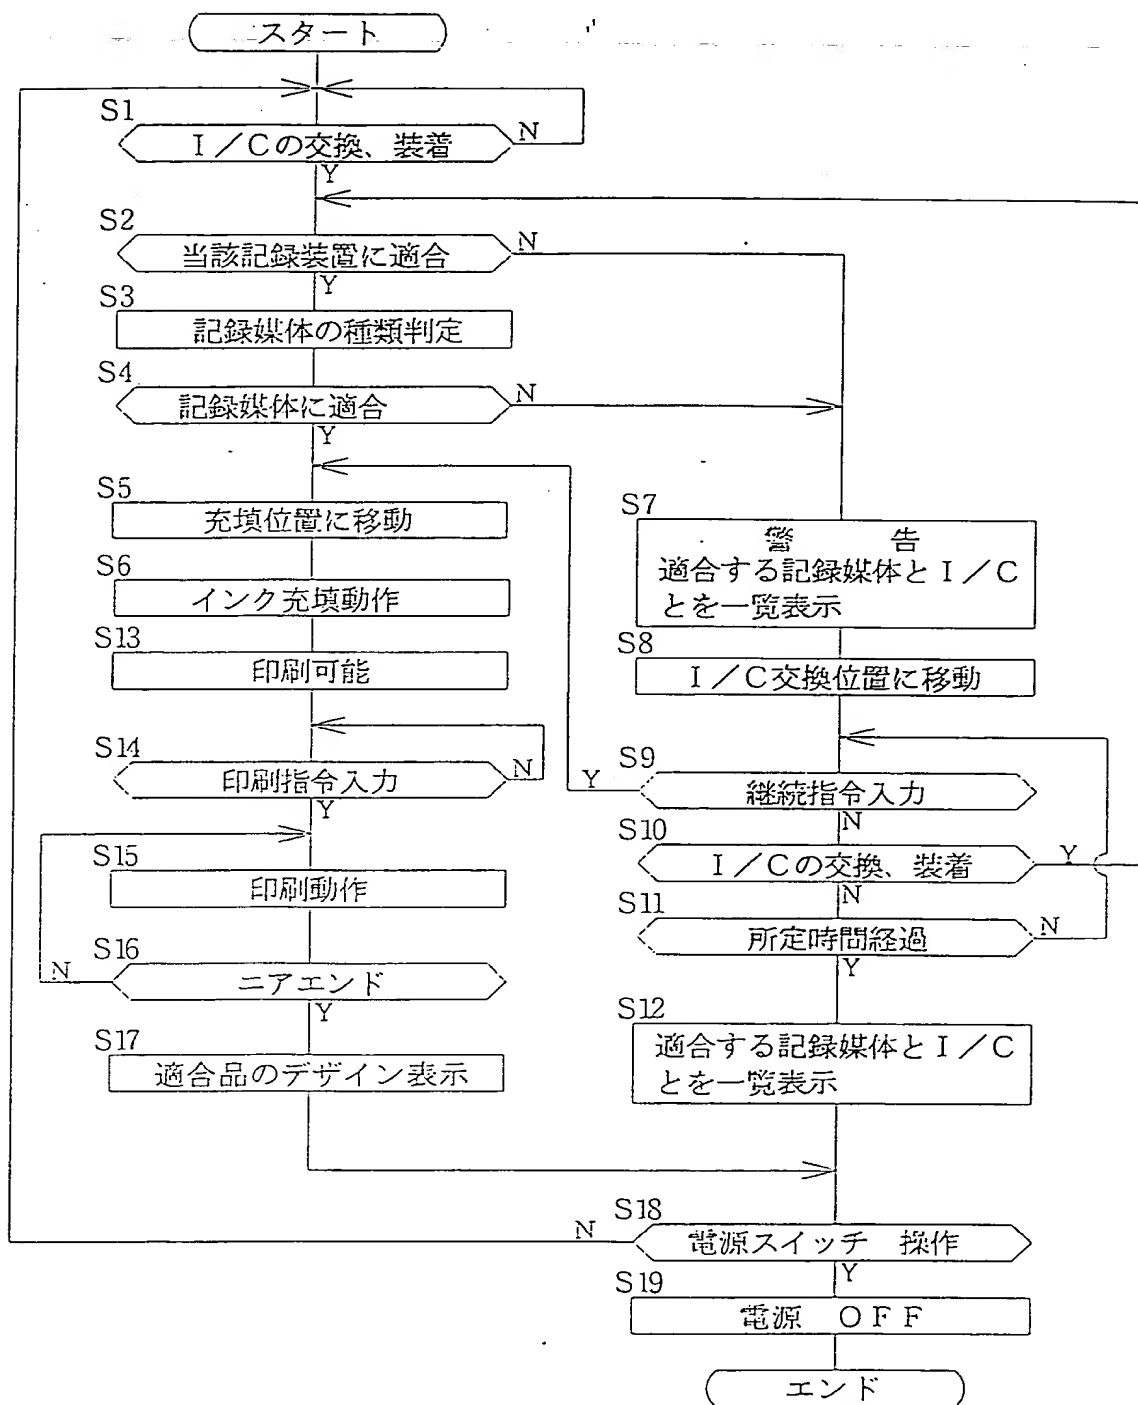 スタート
S1
I／Cの交換、装着
N
Y
S2
当該記録装置に適合
N
Y
S3
記録媒体の種類判定
S4
記録媒体に適合
N
Y
S5
充填位置に移動
S6
インク充填動作
S13
印刷可能
S14
印刷指令入力
N
Y
S15
印刷動作
S16
ニアエンド
N
Y
S17
適合品のデザイン表示
S7
警　告
適合する記録媒体とI／C
とを一覧表示
S8
I／C交換位置に移動
S9
継続指令入力
Y
N
S10
I／Cの交換、装着
Y
N
S11
所定時間経過
N
Y
S12
適合する記録媒体とI／C
とを一覧表示
S18
電源スイッチ　操作
N
Y
S19
電源　OFF
エンド